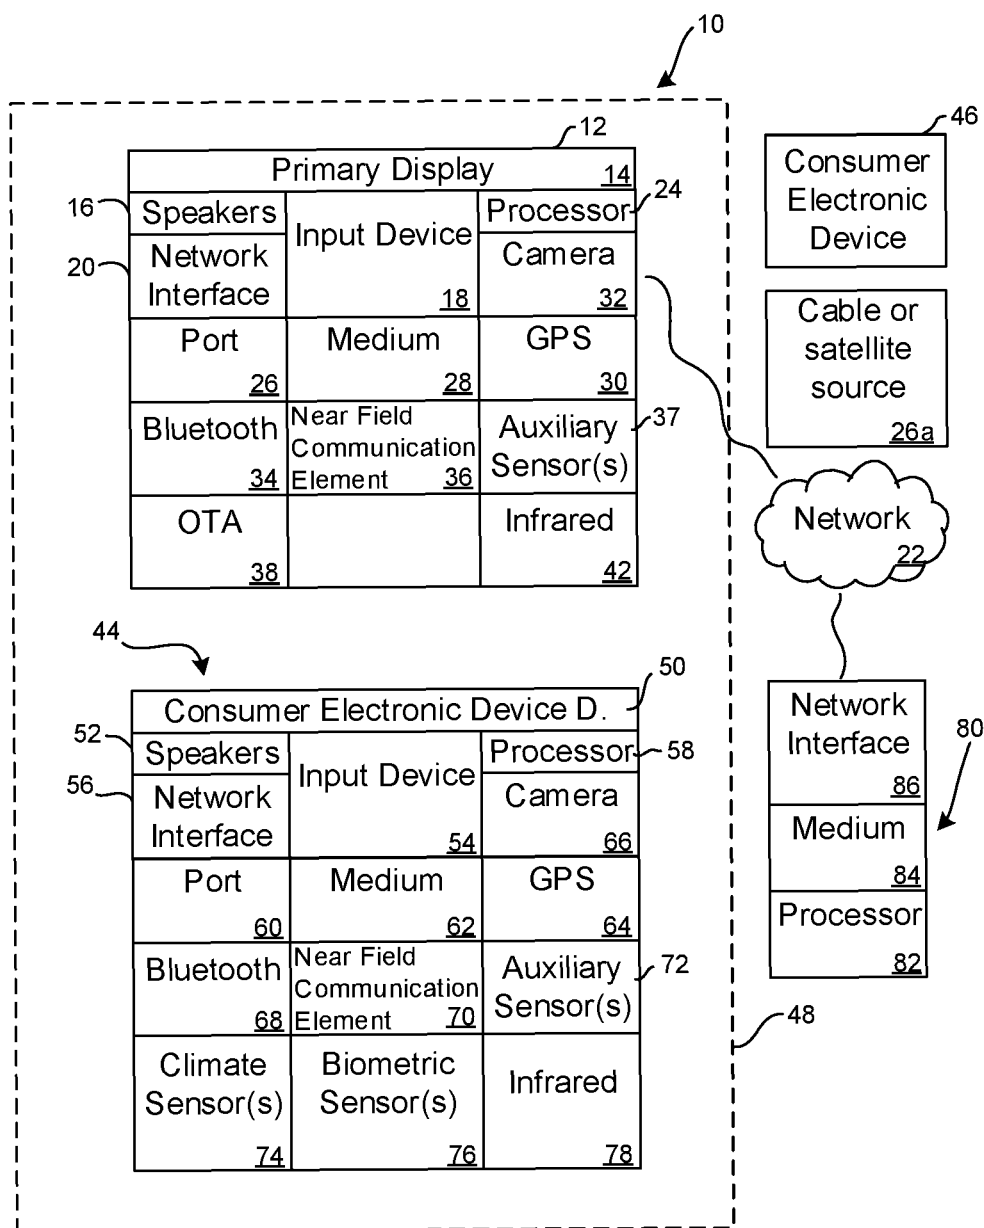 10
12
Primary Display
14
16
Speakers
Input Device
18
Processor
24
20
Network
Interface
Camera
32
Port
26
Medium
28
GPS
30
Bluetooth
34
Near Field
Communication
Element
36
Auxiliary
Sensor(s)
37
OTA
38
Infrared
42
46
Consumer
Electronic
Device
Cable or
satellite
source
26a
Network
22
44
50
Consumer Electronic Device D.
52
Speakers
Input Device
54
Processor
58
56
Network
Interface
Camera
66
Port
60
Medium
62
GPS
64
Bluetooth
68
Near Field
Communication
Element
70
Auxiliary
Sensor(s)
72
Climate
Sensor(s)
74
Biometric
Sensor(s)
76
Infrared
78
Network
Interface
86
80
Medium
84
Processor
82
48